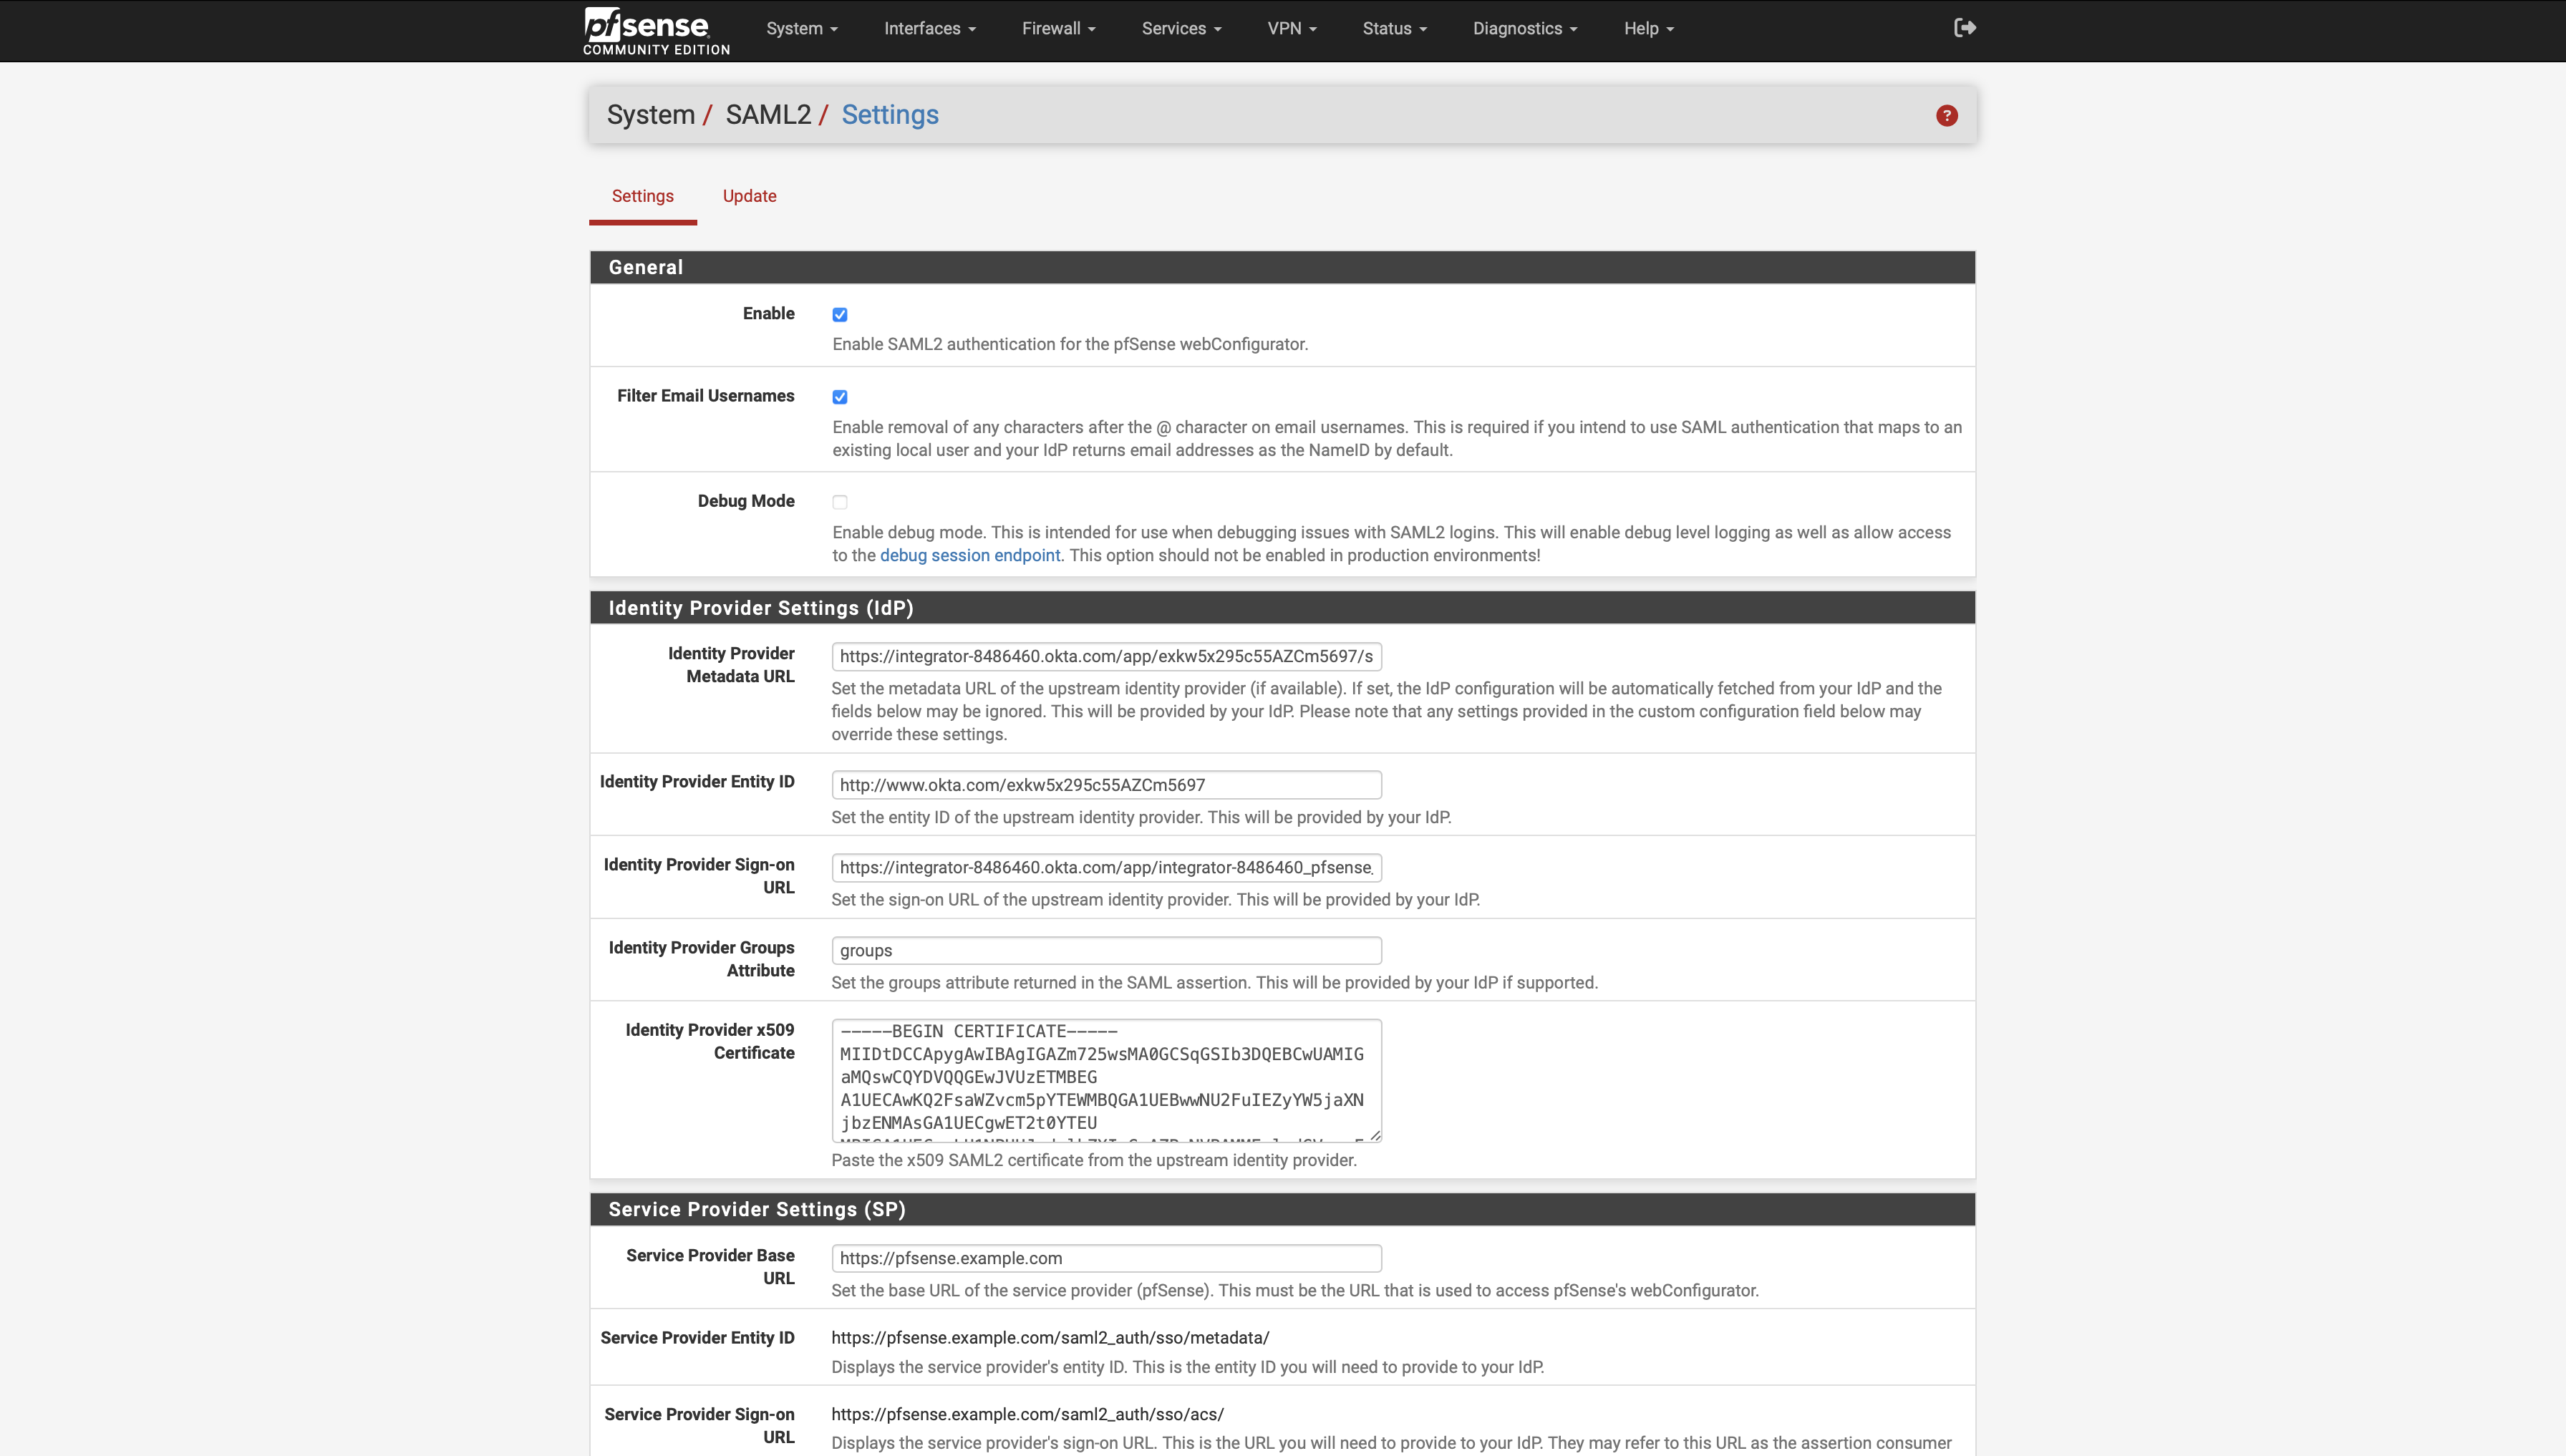 pfsense
COMMUNITY EDITION
System
Interfaces
Firewall
Services
VPN
Status
Diagnostics
Help
System / SAML2 / Settings
?
Settings
Update
General
Enable
Enable SAML2 authentication for the pfSense webConfigurator.
Filter Email Usernames
Enable removal of any characters after the @ character on email usernames. This is required if you intend to use SAML authentication that maps to an
existing local user and your IdP returns email addresses as the NameID by default.
Debug Mode
Enable debug mode. This is intended for use when debugging issues with SAML2 logins. This will enable debug level logging as well as allow access
to the debug session endpoint. This option should not be enabled in production environments!
Identity Provider Settings (IdP)
Identity Provider
Metadata URL
https://integrator-8486460.okta.com/app/exkw5x295c55AZCm5697/s
Set the metadata URL of the upstream identity provider (if available). If set, the IdP configuration will be automatically fetched from your IdP and the
fields below may be ignored. This will be provided by your IdP. Please note that any settings provided in the custom configuration field below may
override these settings.
Identity Provider Entity ID
http://www.okta.com/exkw5x295c55AZCm5697
Set the entity ID of the upstream identity provider. This will be provided by your IdP.
Identity Provider Sign-on
URL
https://integrator-8486460.okta.com/app/integrator-8486460_pfsense_
Set the sign-on URL of the upstream identity provider. This will be provided by your IdP.
Identity Provider Groups
Attribute
groups
Set the groups attribute returned in the SAML assertion. This will be provided by your IdP if supported.
Identity Provider x509
Certificate
-----BEGIN CERTIFICATE-----
MIIDtDCCApygAwIBAgIGAZm725wsMA0GCSqGSIb3DQEBCwUAMIG
aMQswCQYDVQQGEwJVUzETMBEG
A1UECAwKQ2FsaWZvcm5pYTEWMBQGA1UEBwwNU2FuIEZyYW5jaXN
jbzENMAsGA1UECgwET2t0YTEU
Paste the x509 SAML2 certificate from the upstream identity provider.
Service Provider Settings (SP)
Service Provider Base
URL
https://pfsense.example.com
Set the base URL of the service provider (pfSense). This must be the URL that is used to access pfSense's webConfigurator.
Service Provider Entity ID
https://pfsense.example.com/saml2_auth/sso/metadata/
Displays the service provider's entity ID. This is the entity ID you will need to provide to your IdP.
Service Provider Sign-on
URL
https://pfsense.example.com/saml2_auth/sso/acs/
Displays the service provider's sign-on URL. This is the URL you will need to provide to your IdP. They may refer to this URL as the assertion consumer